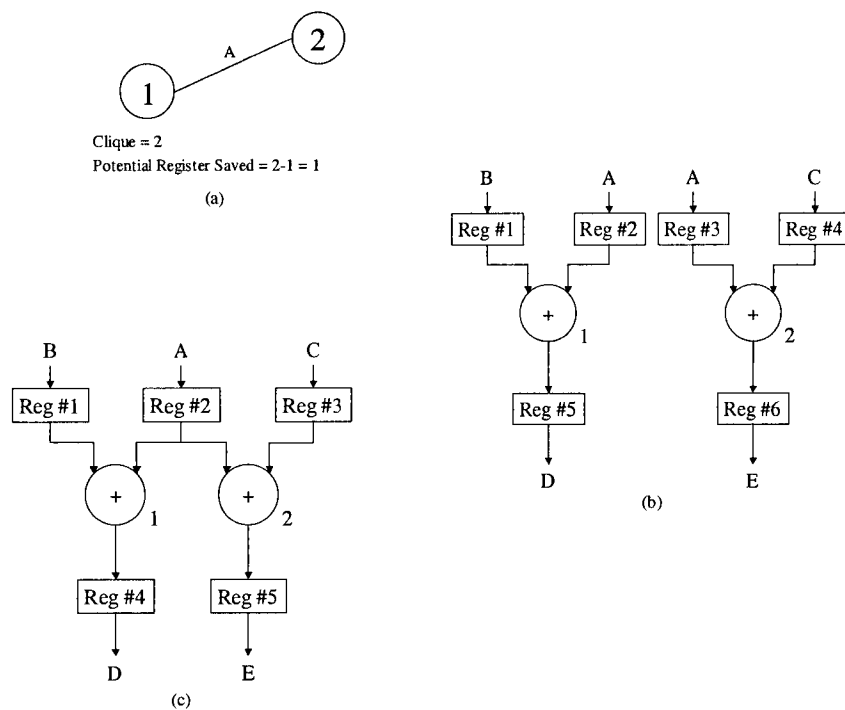 A
1
2
Clique = 2
Potential Register Saved = 2-1 = 1
(a)
B A A C
Reg #1 Reg #2 Reg #3 Reg #4
+ +
1 2
Reg #5 Reg #6
D E
(b)
B A C
Reg #1 Reg #2 Reg #3
+ +
1 2
Reg #4 Reg #5
D E
(c)